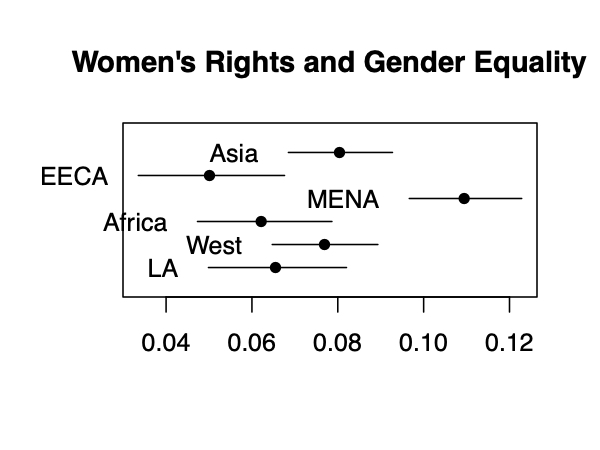 Women's Rights and Gender Equality
Asia
EECA
MENA
Africa
West
LA
0.04 0.06 0.08 0.10 0.12